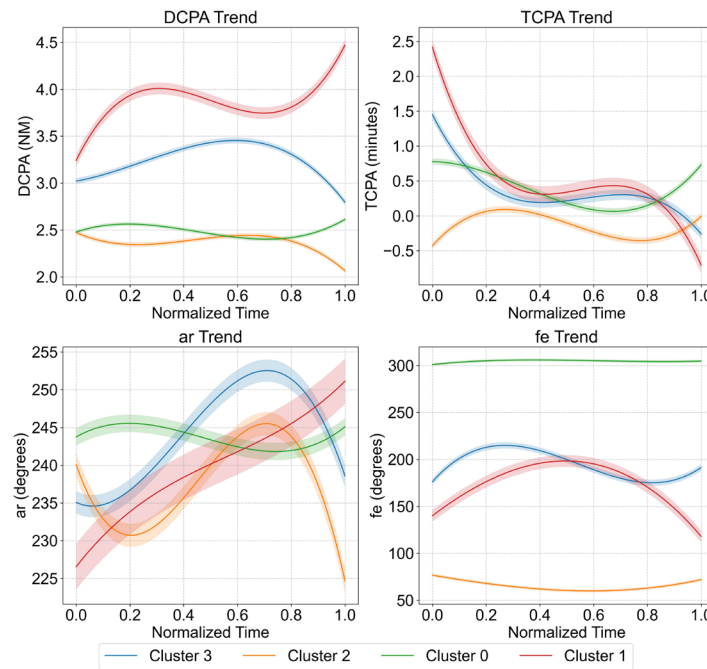 DCPA Trend
4.5
4.0
3.5
3.0
2.5
2.0
DCPA (NM)
0.0 0.2 0.4 0.6 0.8 1.0
Normalized Time
TCPA Trend
2.5
2.0
1.5
1.0
0.5
0.0
−0.5
TCPA (minutes)
0.0 0.2 0.4 0.6 0.8 1.0
Normalized Time
ar Trend
255
250
245
240
235
230
225
ar (degrees)
0.0 0.2 0.4 0.6 0.8 1.0
Normalized Time
fe Trend
300
250
200
150
100
50
fe (degrees)
0.0 0.2 0.4 0.6 0.8 1.0
Normalized Time
Cluster 3 Cluster 2 Cluster 0 Cluster 1